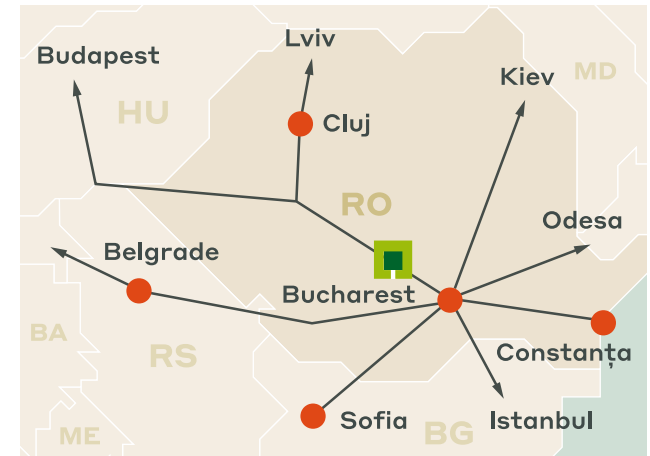 Lviv
Budapest
MD
Kiev
HU
Cluj
RO
Odesa
Belgrade
Bucharest
BA
RS
Constanța
Sofia
Istanbul
BG
ME